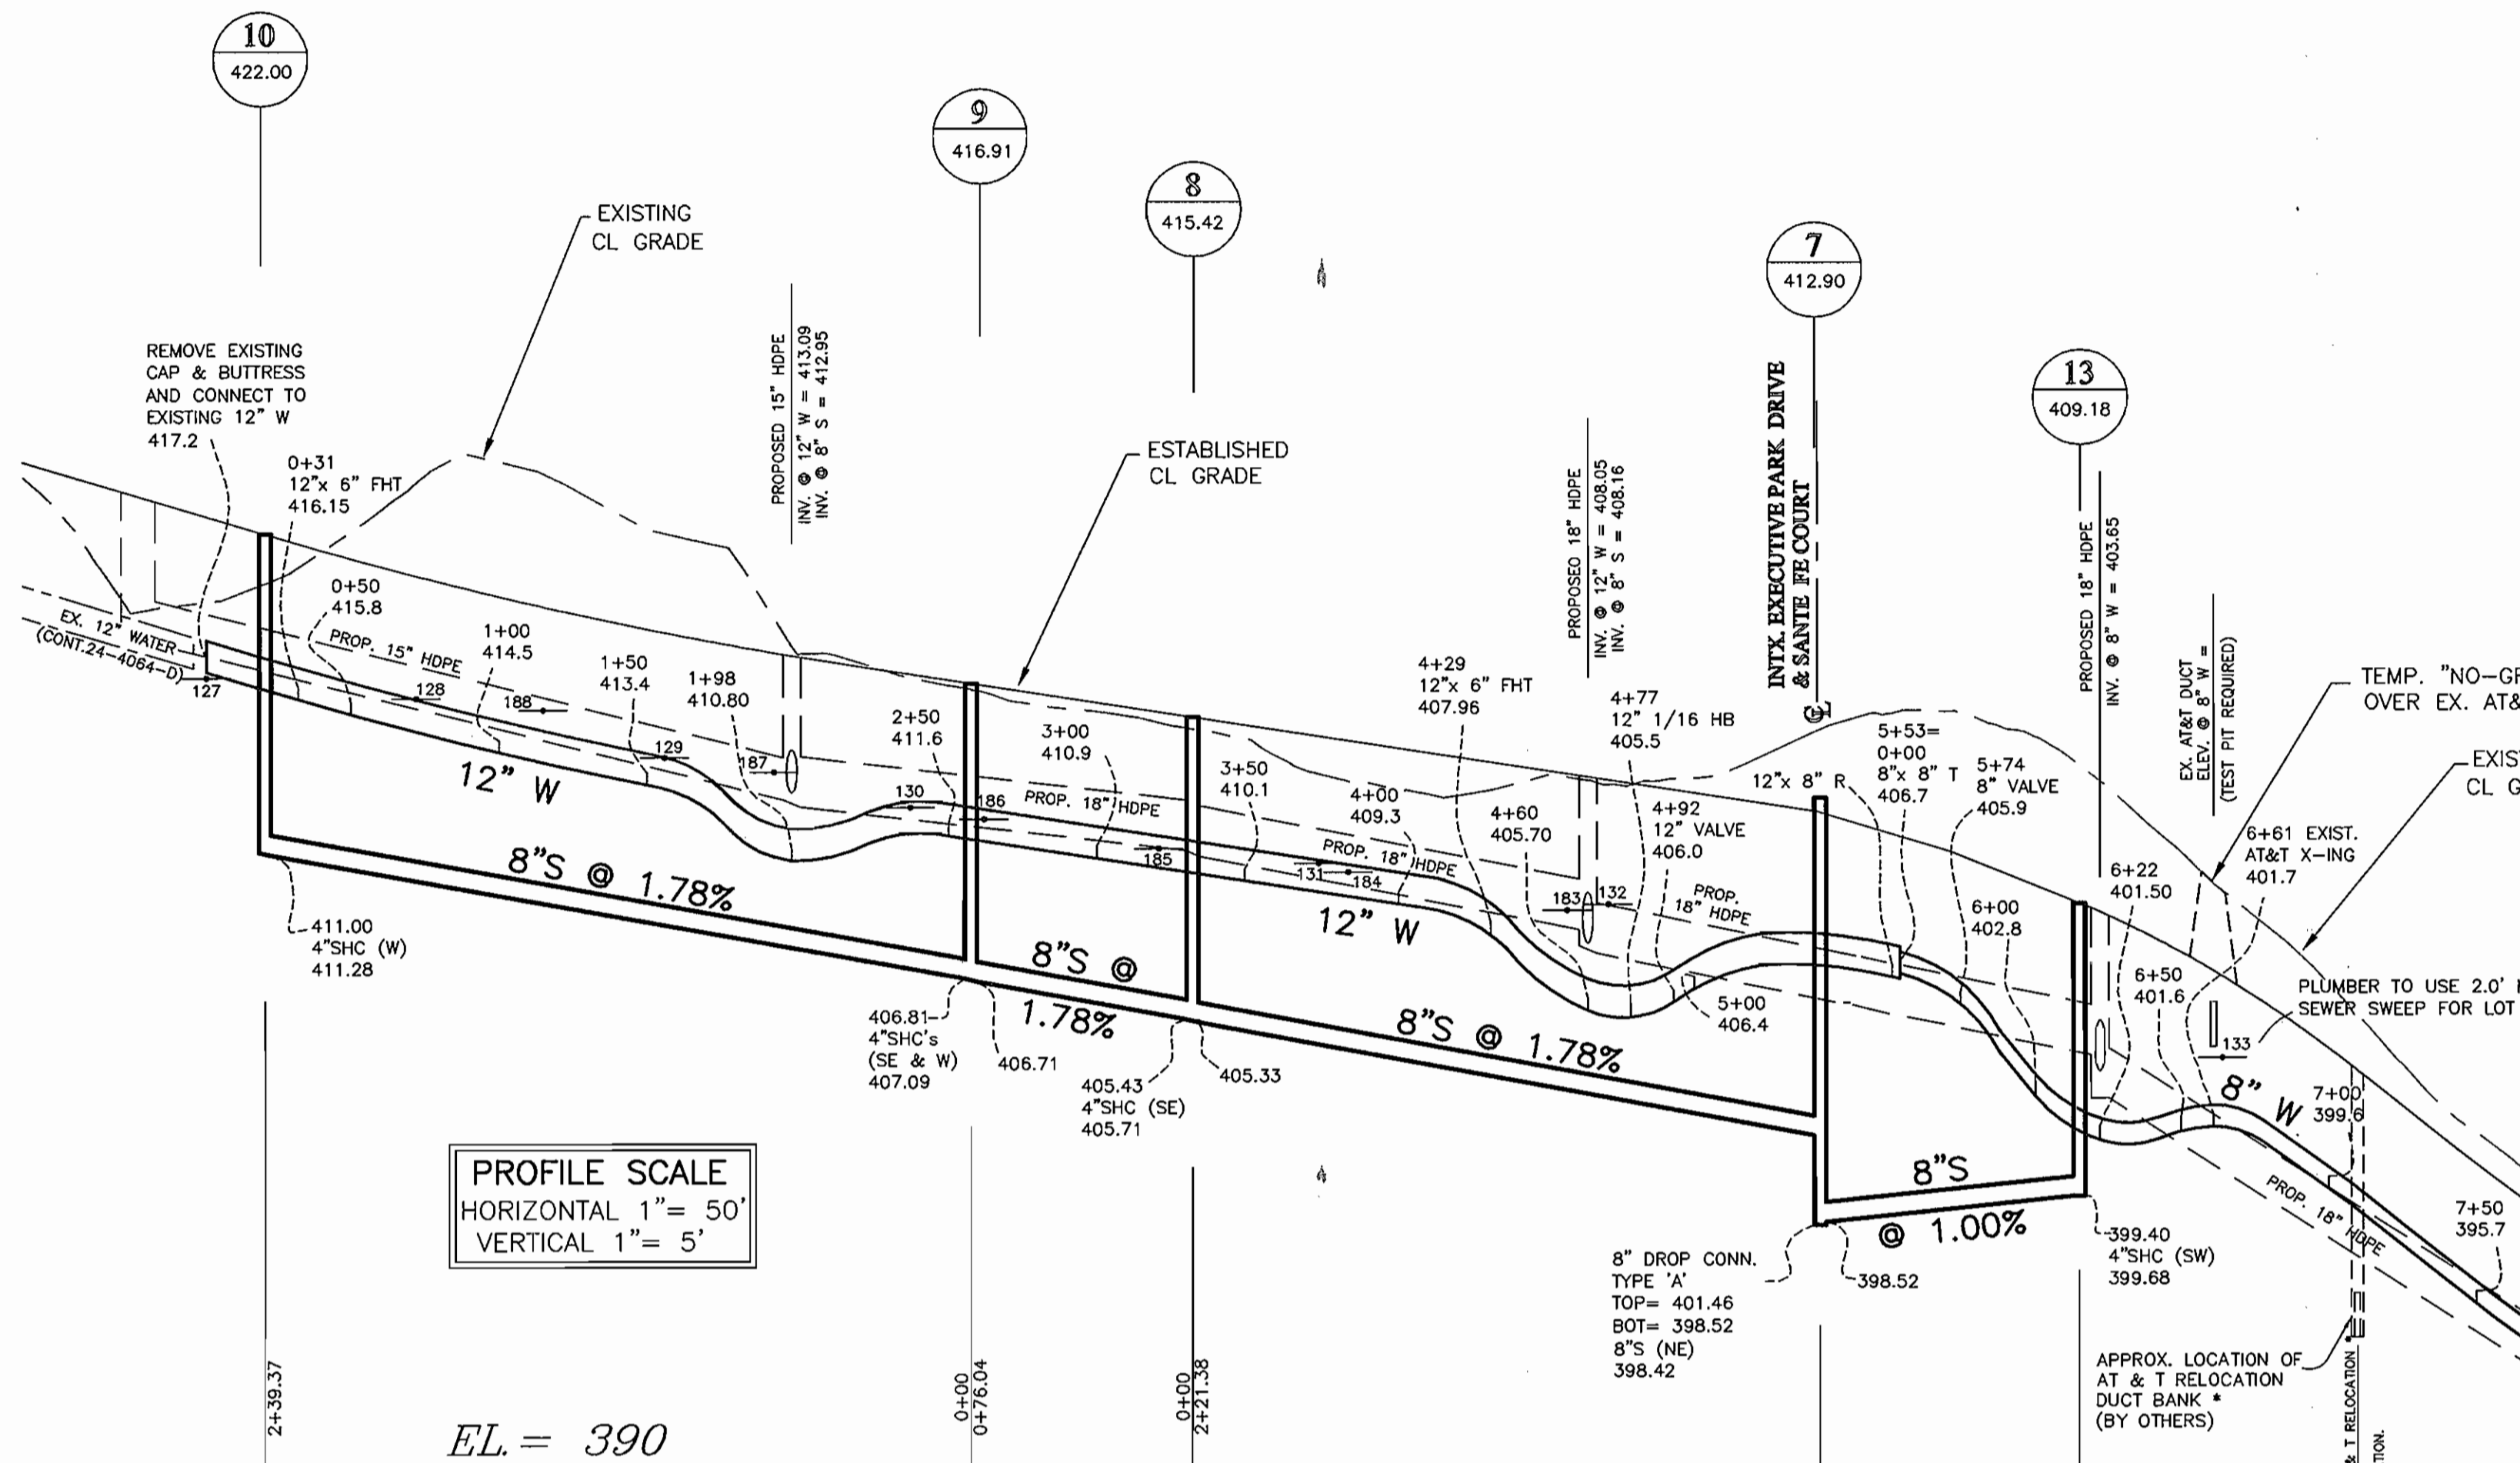 10
422.00
9
416.91
8
415.42
7
412.90
13
409.18
EXISTING
CL GRADE
REMOVE EXISTING
CAP & BUTTRESS
AND CONNECT TO
EXISTING 12" W
417.2
0+31
12"x 6" FHT
416.15
PROPOSED 15" HDPE
INV. @ 12" W = 413.09
INV. @ 8" S = 412.95
ESTABLISHED
CL GRADE
PROPOSED 18" HDPE
INV. @ 12" W = 408.05
INV. @ 8" S = 408.16
INTX. EXECUTIVE PARK DRIVE
& SANTE FE COURT
CL
PROPOSED 18" HDPE
INV. @ 8" W = 403.65
EX. AT&T DUCT
ELEV. @ 8" W =
(TEST PIT REQUIRED)
TEMP. "NO-GR
OVER EX. AT&
EXIS
CL G
EX. 12" WATER
(CONT.24-4064-D)
127
0+50
415.8
PROP. 15" HDPE
128
1+00
414.5
188
1+50
413.4
129
1+98
410.80
187
2+50
411.6
130
186
3+00
410.9
PROP. 18" HDPE
185
3+50
410.1
131
184
PROP. 18" HDPE
4+00
409.3
4+29
12"x 6" FHT
407.96
4+60
405.70
183
132
4+77
12" 1/16 HB
405.5
4+92
12" VALVE
406.0
PROP.
18" HDPE
5+00
406.4
12"x 8" R
5+53=
0+00
8"x 8" T
406.7
5+74
8" VALVE
405.9
6+00
402.8
6+22
401.50
6+50
401.6
6+61 EXIST.
AT&T X-ING
401.7
PLUMBER TO USE 2.0'
SEWER SWEEP FOR LOT
133
8" W.
7+00
399.6
7+50
395.7
PROP. 18" HDPE
12" W
12" W
8"S @ 1.78%
8"S @
1.78%
8"S @ 1.78%
8"S
@ 1.00%
411.00
4"SHC (W)
411.28
406.81
4"SHC's
(SE & W)
407.09
406.71
405.43
4"SHC (SE)
405.71
405.33
8" DROP CONN.
TYPE 'A'
TOP= 401.46
BOT= 398.52
8"S (NE)
398.42
398.52
399.40
4"SHC (SW)
399.68
PROFILE SCALE
HORIZONTAL 1"= 50'
VERTICAL 1"= 5'
APPROX. LOCATION OF
AT & T RELOCATION
DUCT BANK *
(BY OTHERS)
& T RELOCATION *
TION.
2+39.37
0+00
0+76.04
0+00
2+21.38
EL. = 390